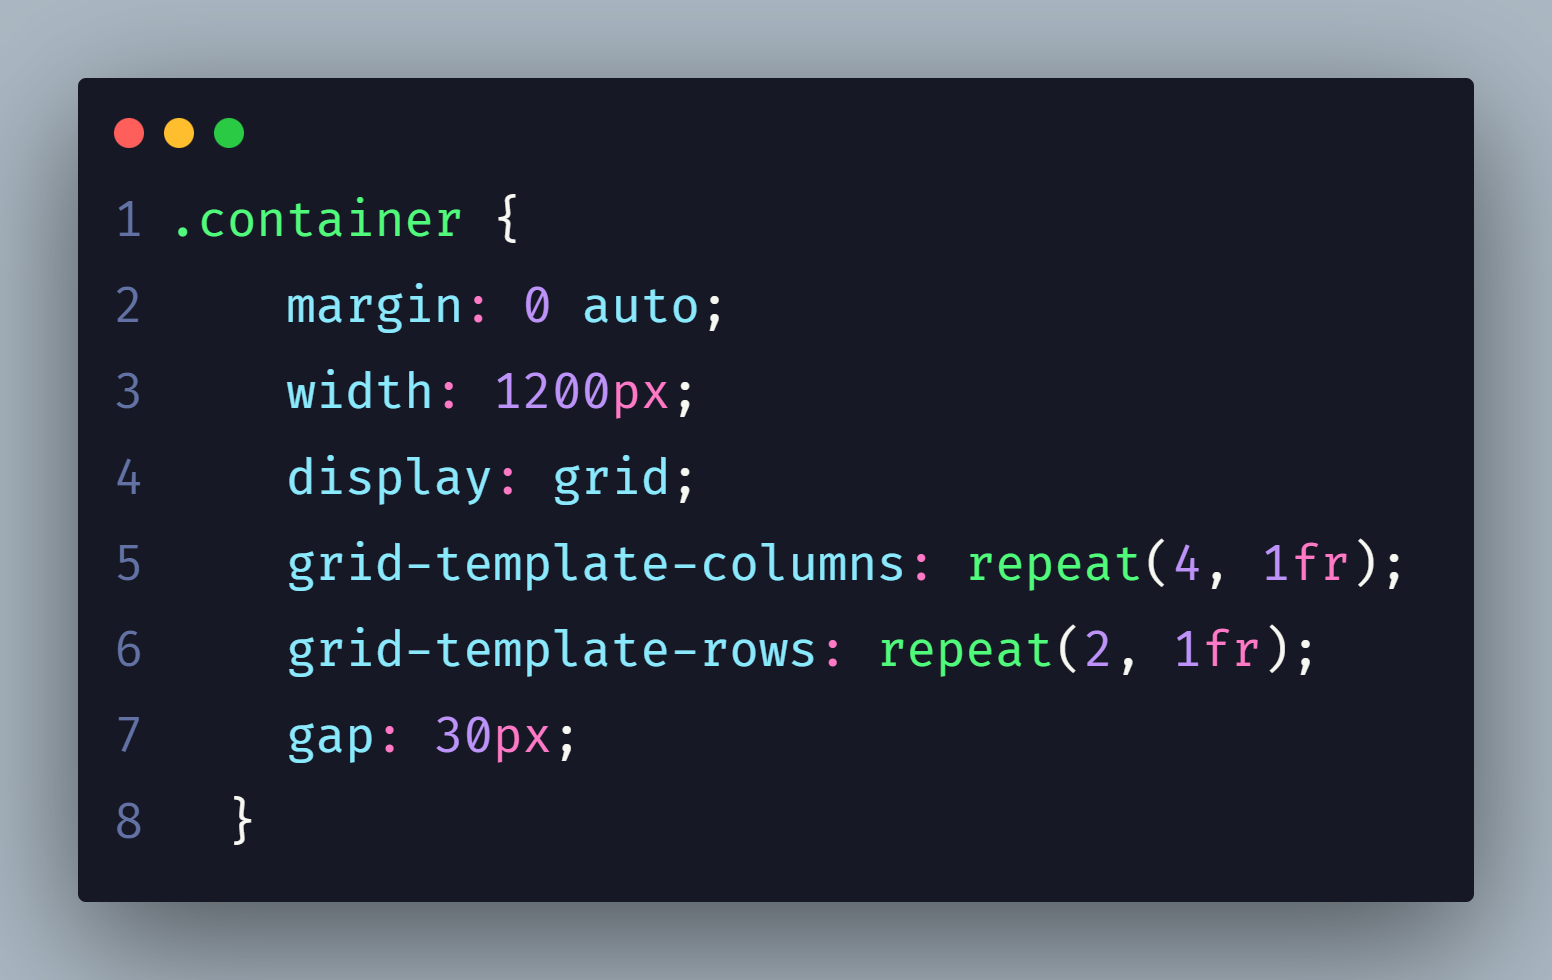 1 .container {
2     margin: 0 auto;
3     width: 1200px;
4     display: grid;
5     grid-template-columns: repeat(4, 1fr);
6     grid-template-rows: repeat(2, 1fr);
7     gap: 30px;
8   }